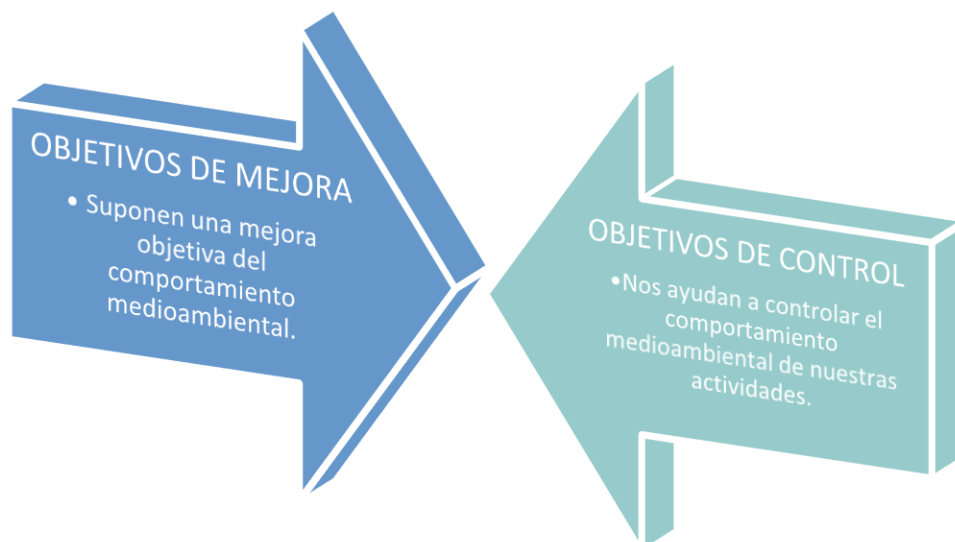 OBJETIVOS DE MEJORA
• Suponen una mejora
objetiva del
comportamiento
medioambiental.
OBJETIVOS DE CONTROL
•Nos ayudan a controlar el
comportamiento
medioambiental de nuestras
actividades.